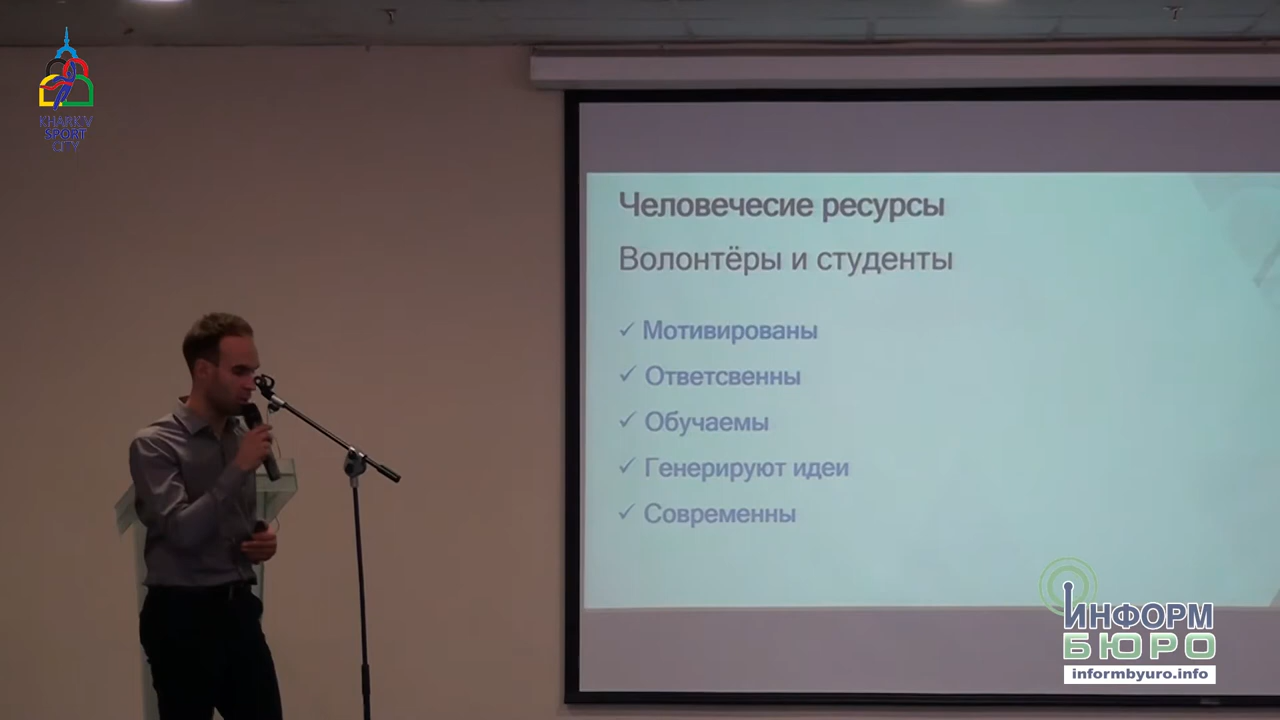 KHARKIV
SPORT
CITY
Человечесие ресурсы
Волонтёры и студенты
✓ Мотивированы
✓ Ответсвенны
✓ Обучаемы
✓ Генерируют идеи
✓ Современны
ИНФОРМ
БЮРО
informbyuro.info